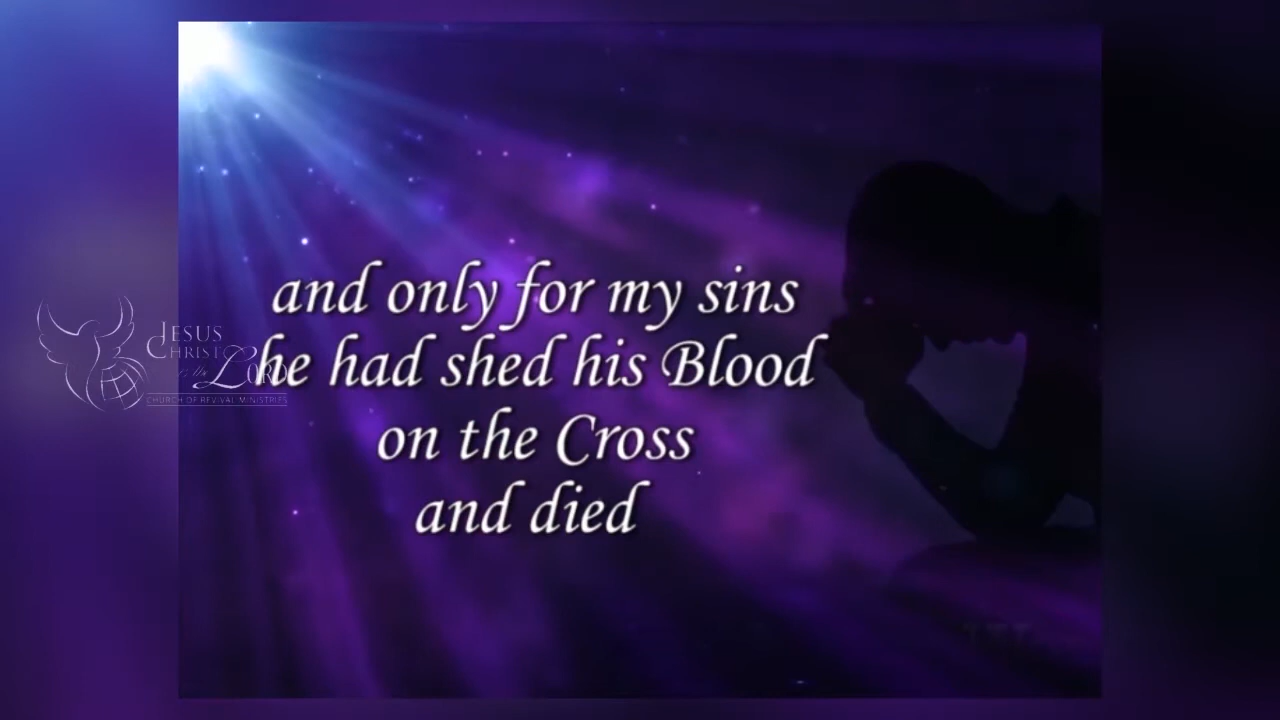 and only for my sins
he had shed his Blood
on the Cross
and died
JESUS
CHRIST
LORD
CHURCH OF REVIVAL MINISTRIES